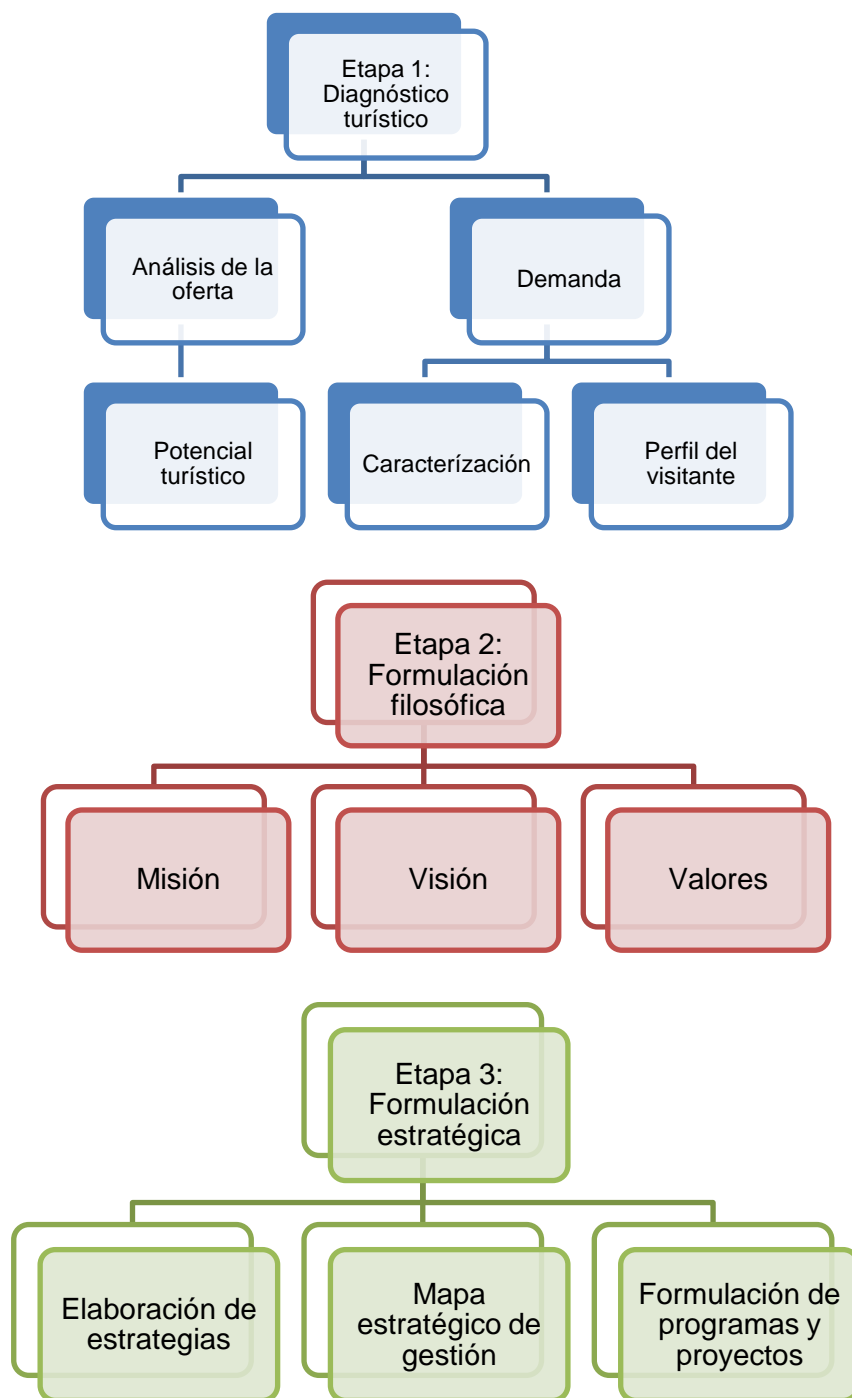 Etapa 1:
Diagnóstico
turístico
Análisis de la
oferta
Demanda
Potencial
turístico
Caracterízación
Perfil del
visitante
Etapa 2:
Formulación
filosófica
Misión
Visión
Valores
Etapa 3:
Formulación
estratégica
Elaboración de
estrategias
Mapa
estratégico de
gestión
Formulación de
programas y
proyectos